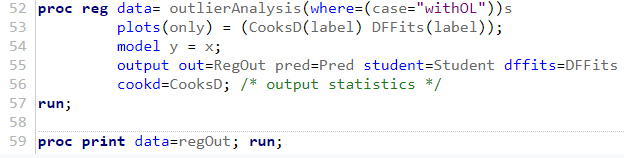 52 proc reg data= outlierAnalysis(where=(case="withOL"))s
53 plots(only) = (CooksD(label) DFFits(label));
54 model y = x;
55 output out=RegOut pred=Pred student=Student dffits=DFFits
56 cookd=CooksD; /* output statistics */
57 run;
58
59 proc print data=regOut; run;